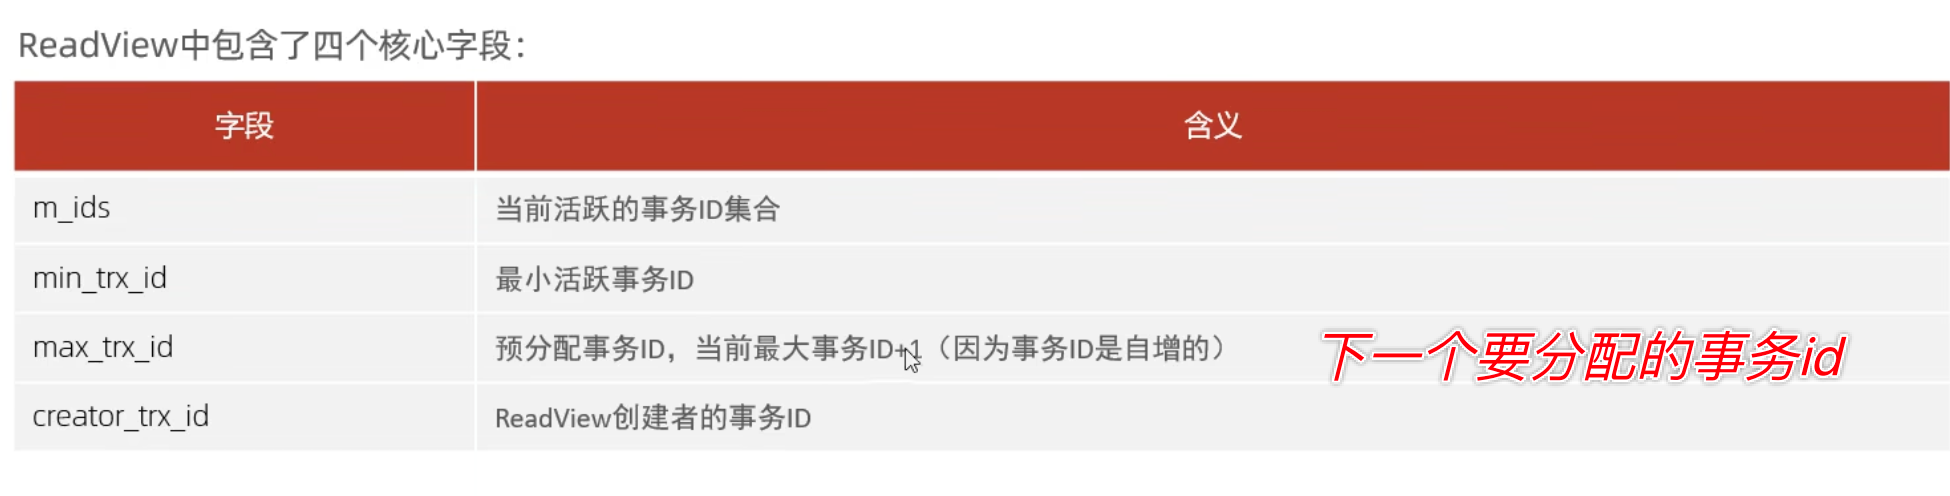 ReadView中包含了四个核心字段：
字段 含义
m_ids 当前活跃的事务ID集合
min_trx_id 最小活跃事务ID
max_trx_id 预分配事务ID，当前最大事务ID+1（因为事务ID是自增的） 下一个要分配的事务id
creator_trx_id ReadView创建者的事务ID